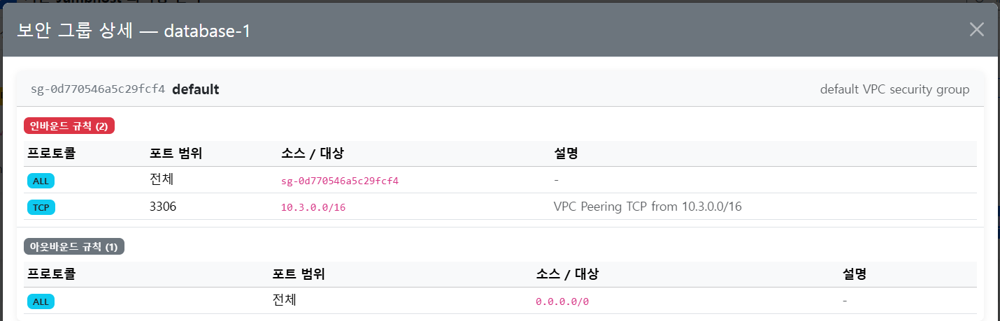 보안 그룹 상세 — database-1
sg-0d770546a5c29fcf4 default default VPC security group
인바운드 규칙 (2)
프로토콜 포트 범위 소스 / 대상 설명
ALL 전체 sg-0d770546a5c29fcf4 -
TCP 3306 10.3.0.0/16 VPC Peering TCP from 10.3.0.0/16
아웃바운드 규칙 (1)
프로토콜 포트 범위 소스 / 대상 설명
ALL 전체 0.0.0.0/0 -